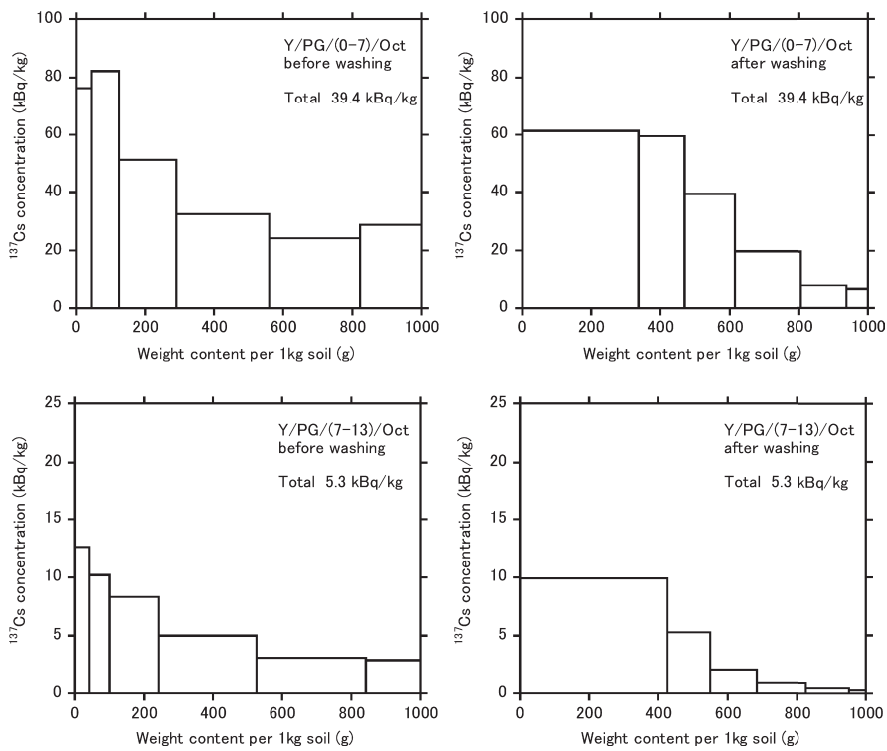 100
80
60
40
20
0
¹³⁷Cs concentration (kBq/kg)
Y/PG/(0-7)/Oct
before washing
Total 39.4 kBq/kg
0 200 400 600 800 1000
Weight content per 1kg soil (g)
100
80
60
40
20
0
¹³⁷Cs concentration (kBq/kg)
Y/PG/(0-7)/Oct
after washing
Total 39.4 kBq/kg
0 200 400 600 800 1000
Weight content per 1kg soil (g)
25
20
15
10
5
0
¹³⁷Cs concentration (kBq/kg)
Y/PG/(7-13)/Oct
before washing
Total 5.3 kBq/kg
0 200 400 600 800 1000
Weight content per 1kg soil (g)
25
20
15
10
5
0
¹³⁷Cs concentration (kBq/kg)
Y/PG/(7-13)/Oct
after washing
Total 5.3 kBq/kg
0 200 400 600 800 1000
Weight content per 1kg soil (g)